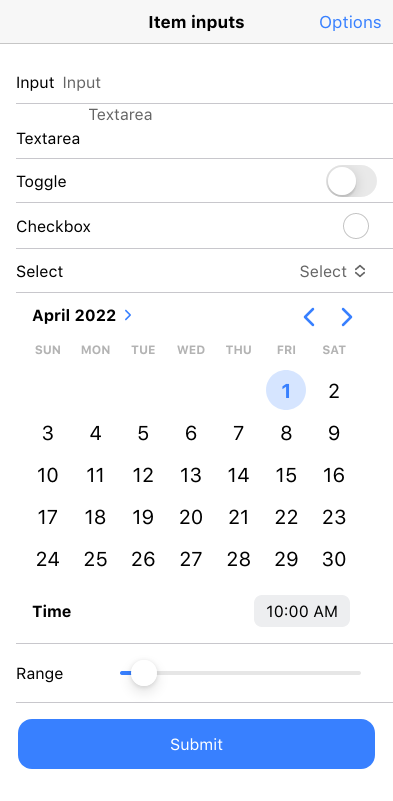 Item inputs Options
Input Input
Textarea
Textarea
Toggle
Checkbox
Select Select
April 2022
SUN MON TUE WED THU FRI SAT
1 2
3 4 5 6 7 8 9
10 11 12 13 14 15 16
17 18 19 20 21 22 23
24 25 26 27 28 29 30
Time 10:00 AM
Range
Submit